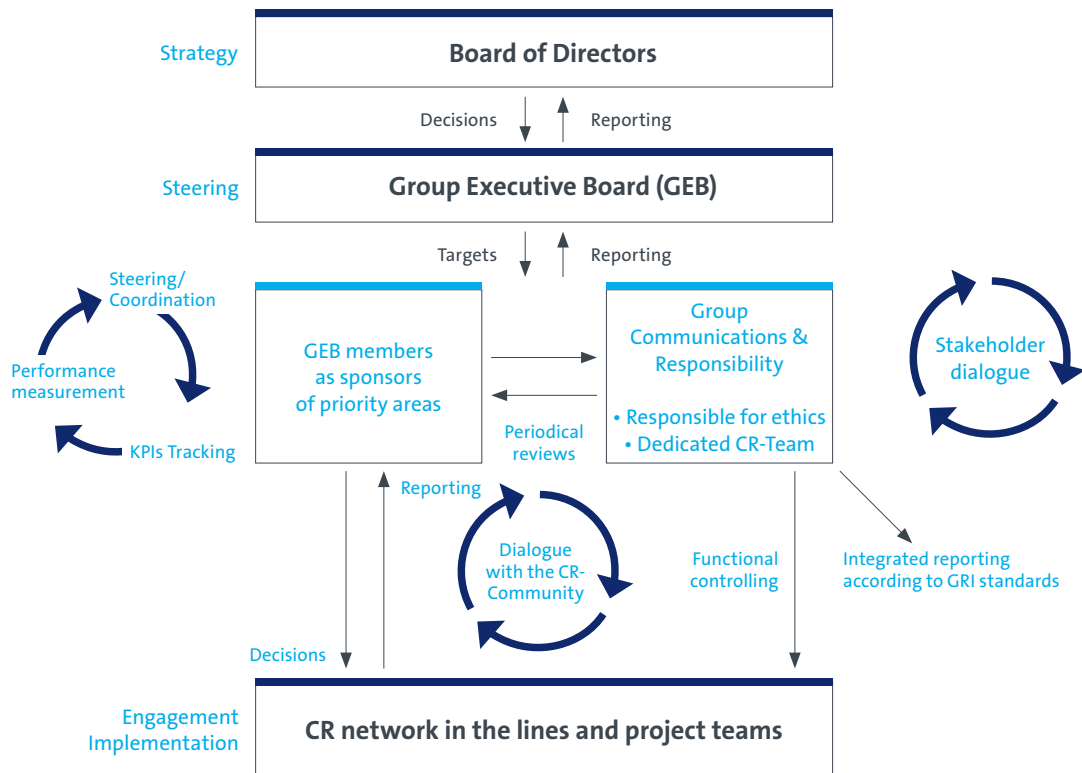 Strategy
Board of Directors
Decisions
Reporting
Steering
Group Executive Board (GEB)
Targets
Reporting
Steering/
Coordination
Performance
measurement
KPIs Tracking
GEB members
as sponsors
of priority areas
Group
Communications &
Responsibility
• Responsible for ethics
• Dedicated CR-Team
Stakeholder
dialogue
Periodical
reviews
Reporting
Dialogue
with the CR-
Community
Functional
controlling
Integrated reporting
according to GRI standards
Decisions
Engagement
Implementation
CR network in the lines and project teams